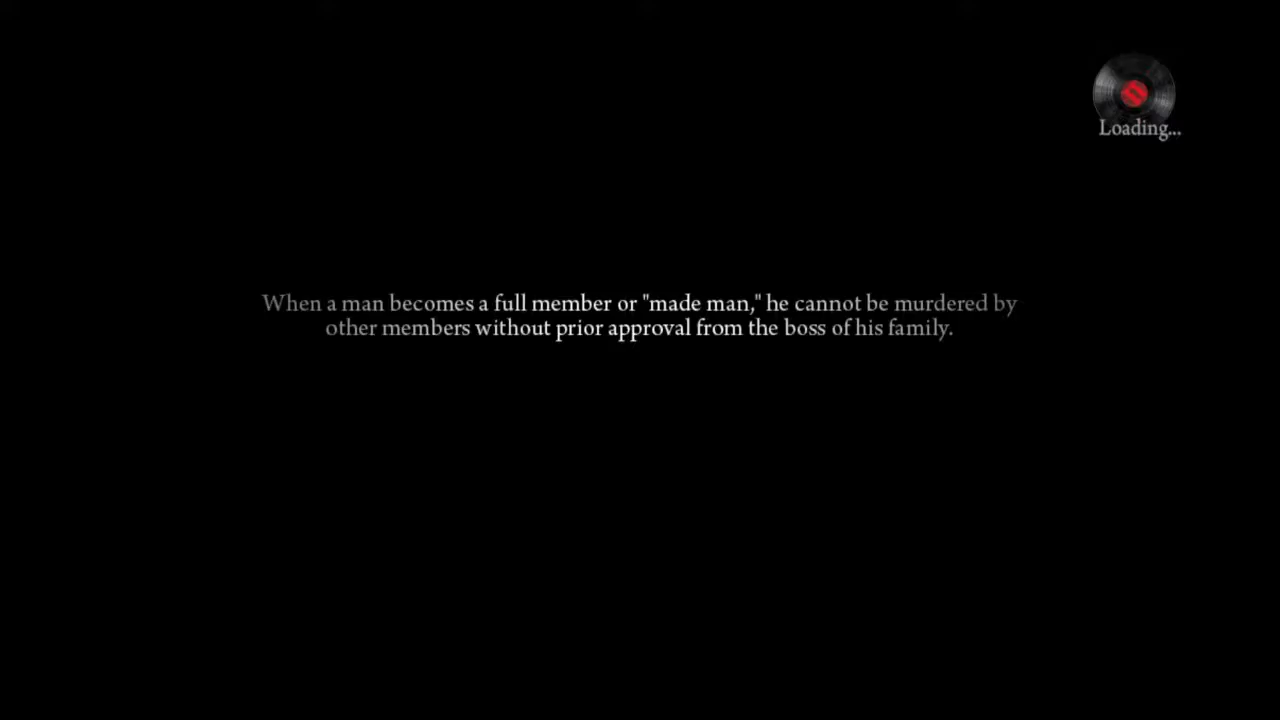 Loading...
When a man becomes a full member or "made man," he cannot be murdered by
other members without prior approval from the boss of his family.